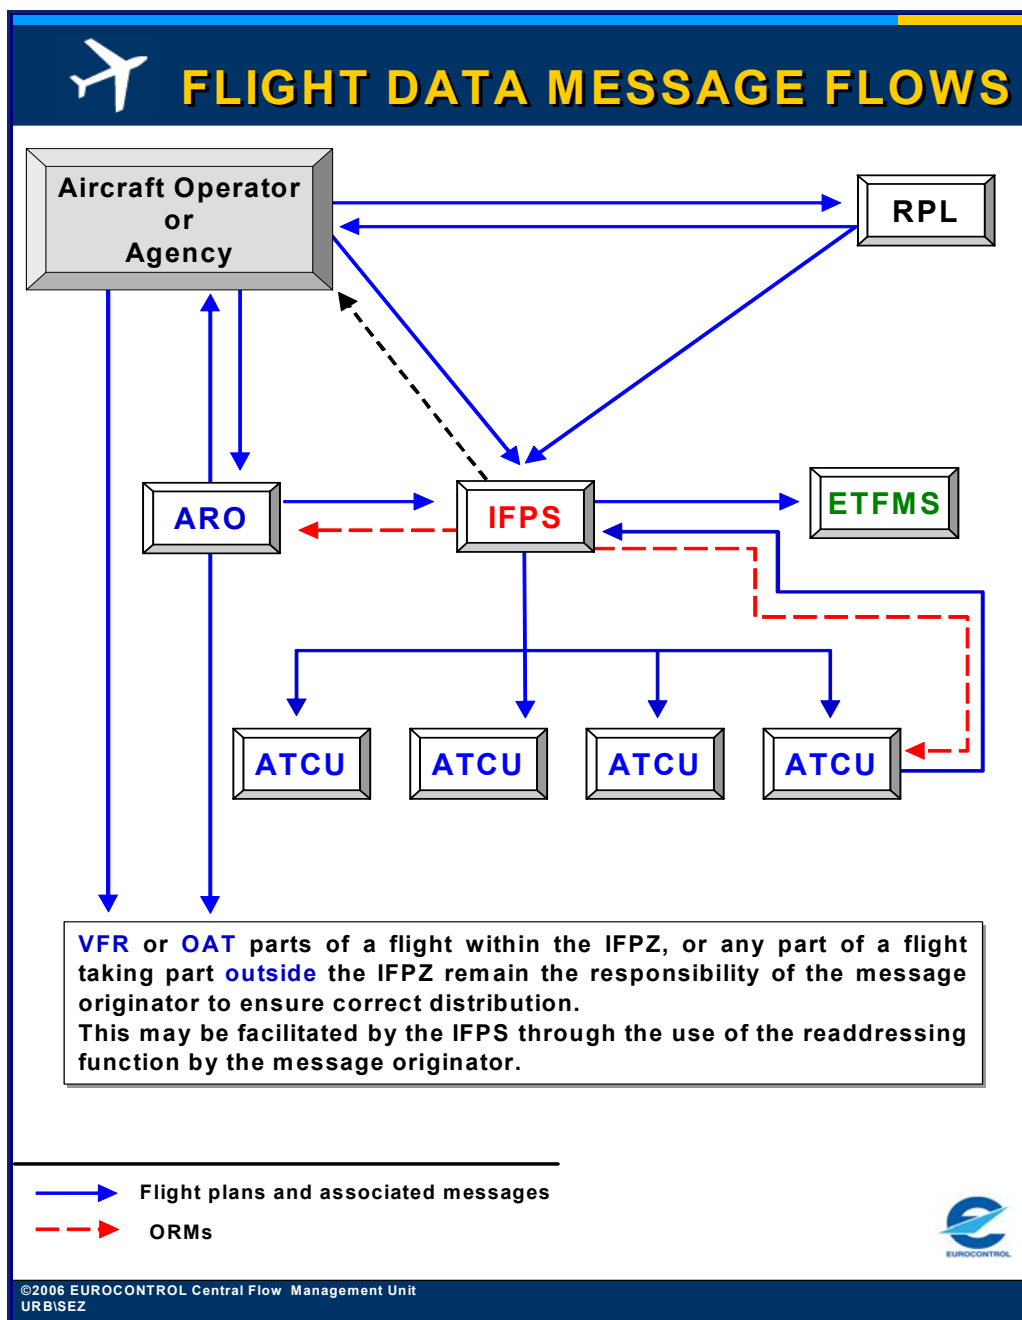 FLIGHT DATA MESSAGE FLOWS
Aircraft Operator
or
Agency
RPL
ARO
IFPS
ETFMS
ATCU
ATCU
ATCU
ATCU
VFR or OAT parts of a flight within the IFPZ, or any part of a flight
taking part outside the IFPZ remain the responsibility of the message
originator to ensure correct distribution.
This may be facilitated by the IFPS through the use of the readdressing
function by the message originator.
Flight plans and associated messages
ORMs
EUROCONTROL
©2006 EUROCONTROL Central Flow Management Unit
URB\SEZ